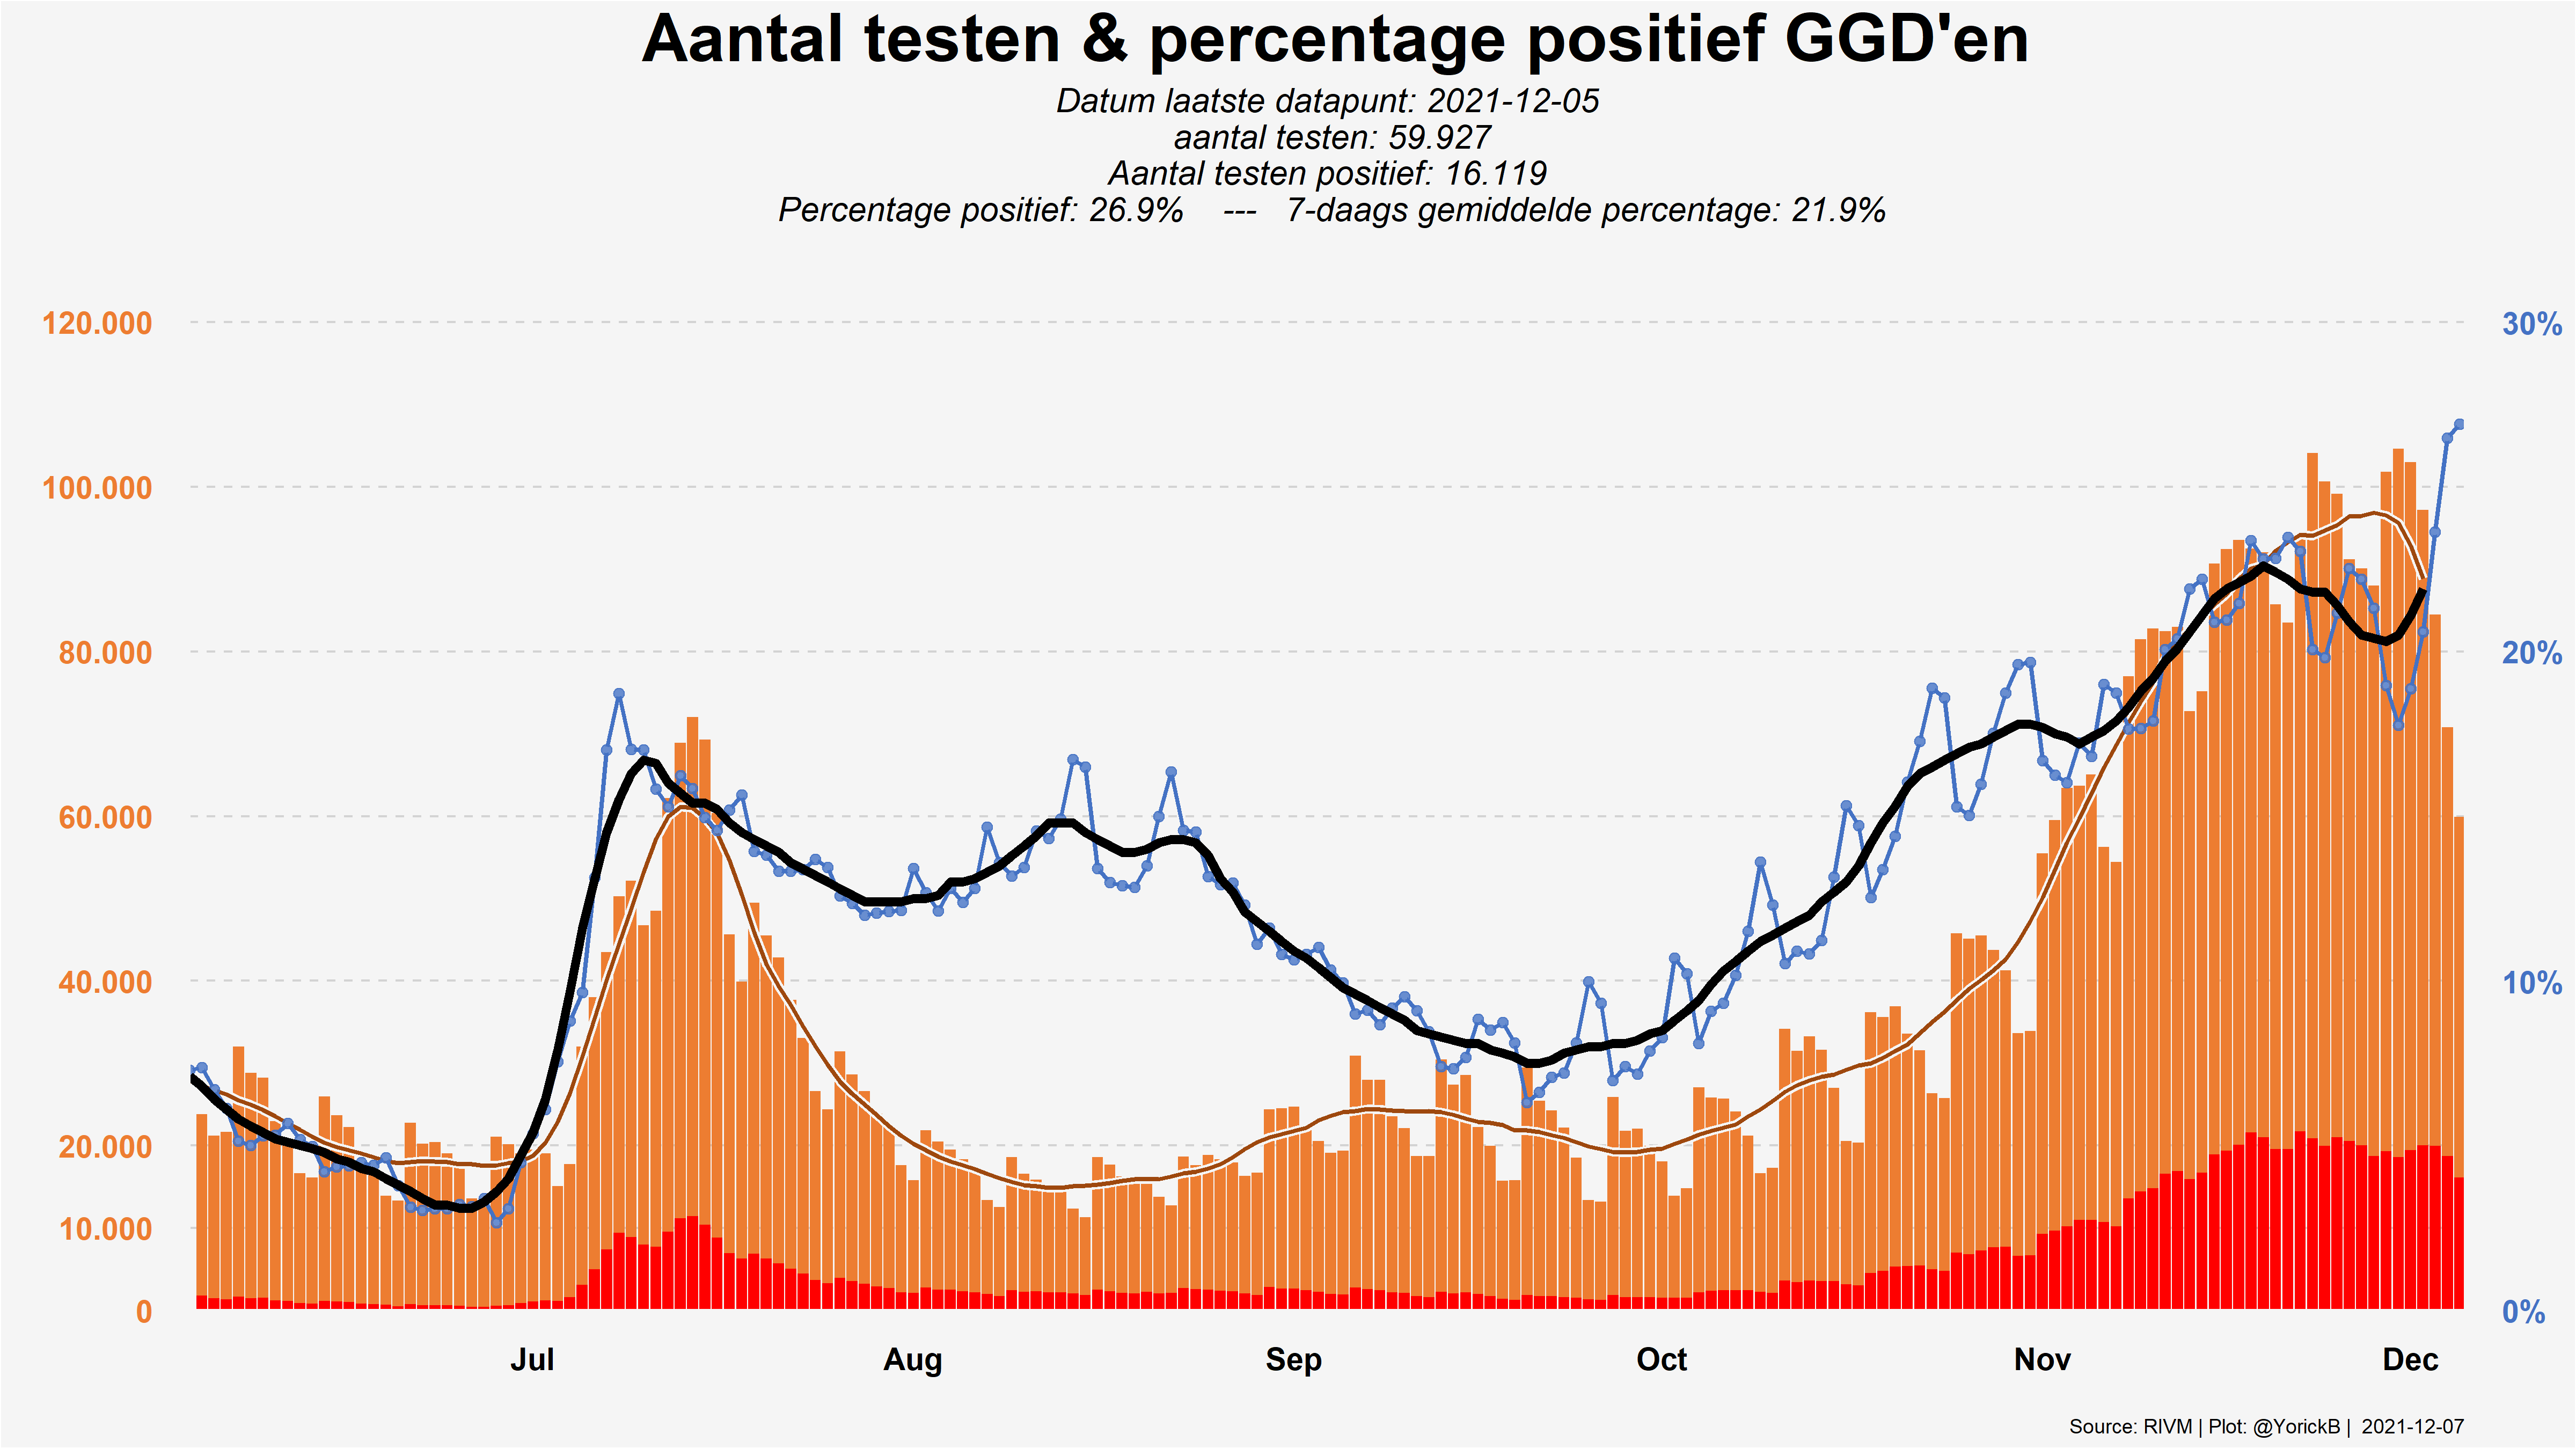 Aantal testen & percentage positief GGD'en
Datum laatste datapunt: 2021-12-05
aantal testen: 59.927
Aantal testen positief: 16.119
Percentage positief: 26.9%    ---   7-daags gemiddelde percentage: 21.9%
120.000
30%
100.000
80.000
20%
60.000
40.000
10%
20.000
10.000
0
0%
Jul
Aug
Sep
Oct
Nov
Dec
Source: RIVM | Plot: @YorickB |  2021-12-07